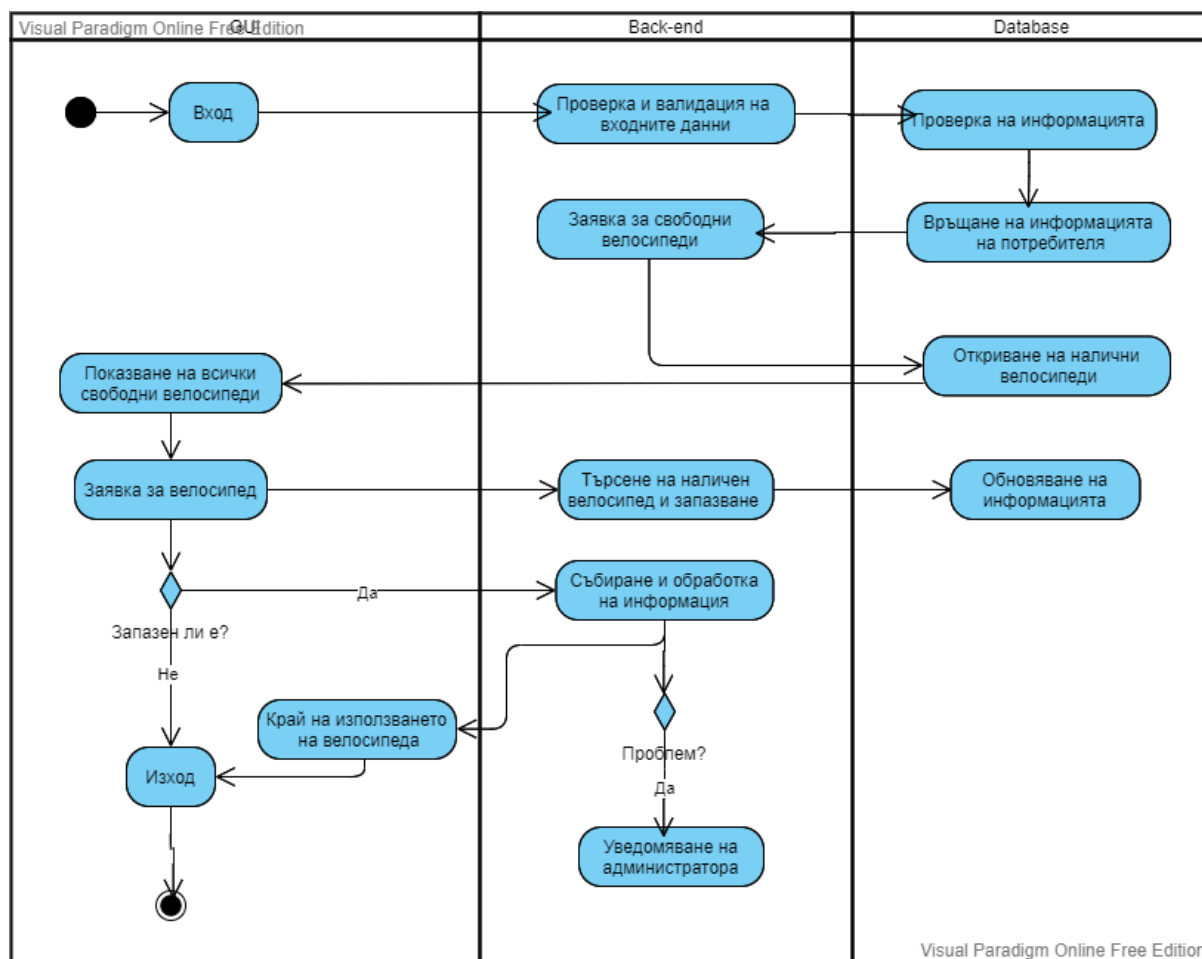 Visual Paradigm Online Free Edition
GUI
Back-end
Database
Вход
Проверка и валидация на
входните данни
Проверка на информацията
Заявка за свободни
велосипеди
Връщане на информацията
на потребителя
Показване на всички
свободни велосипеди
Откриване на налични
велосипеди
Заявка за велосипед
Търсене на наличен
велосипед и запазване
Обновяване на
информацията
Да
Събиране и обработка
на информация
Запазен ли е?
Не
Край на използването
на велосипеда
Проблем?
Изход
Да
Уведомяване на
администратора
Visual Paradigm Online Free Edition